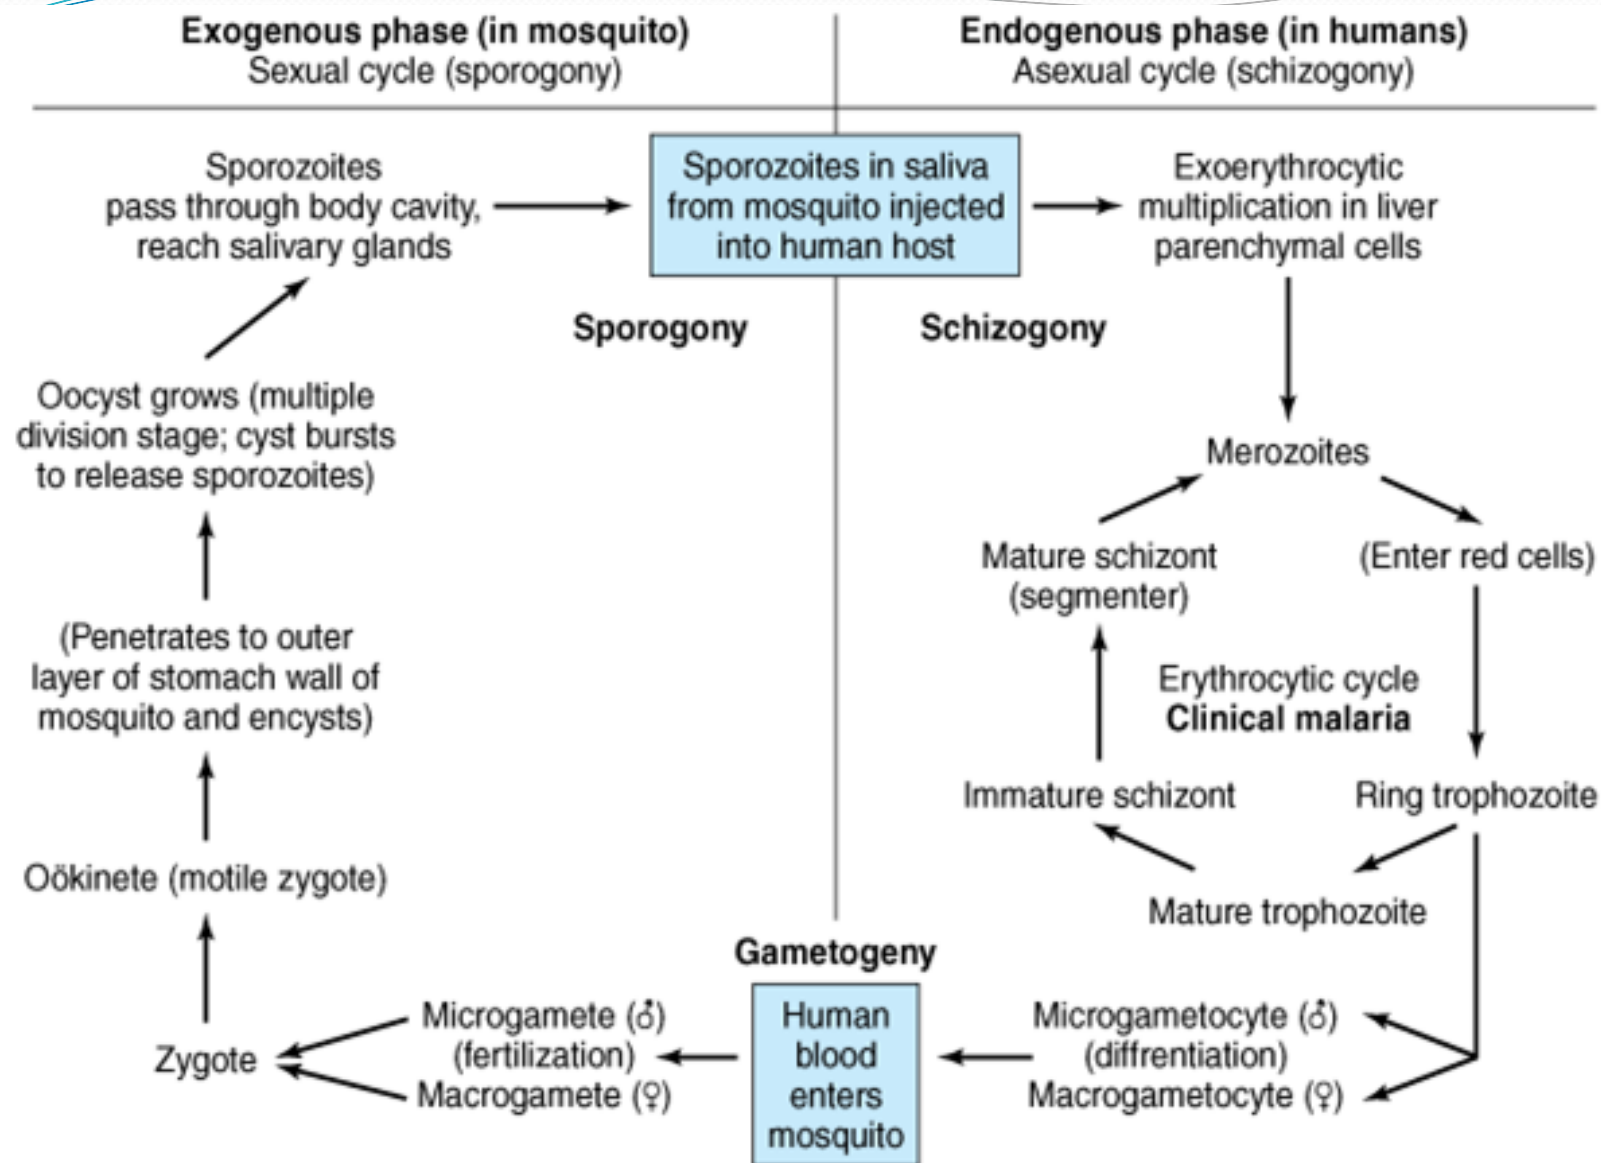 Exogenous phase (in mosquito)
Sexual cycle (sporogony)
Endogenous phase (in humans)
Asexual cycle (schizogony)
Sporozoites
pass through body cavity,
reach salivary glands
Sporozoites in saliva
from mosquito injected
into human host
Exoerythrocytic
multiplication in liver
parenchymal cells
Sporogony
Schizogony
Oocyst grows (multiple
division stage; cyst bursts
to release sporozoites)
Merozoites
Mature schizont
(segmenter)
(Enter red cells)
(Penetrates to outer
layer of stomach wall of
mosquito and encysts)
Erythrocytic cycle
Clinical malaria
Immature schizont
Ring trophozoite
Oökinete (motile zygote)
Mature trophozoite
Gametogeny
Zygote
Microgamete (♂)
(fertilization)
Macrogamete (♀)
Human
blood
enters
mosquito
Microgametocyte (♂)
(diffrentiation)
Macrogametocyte (♀)